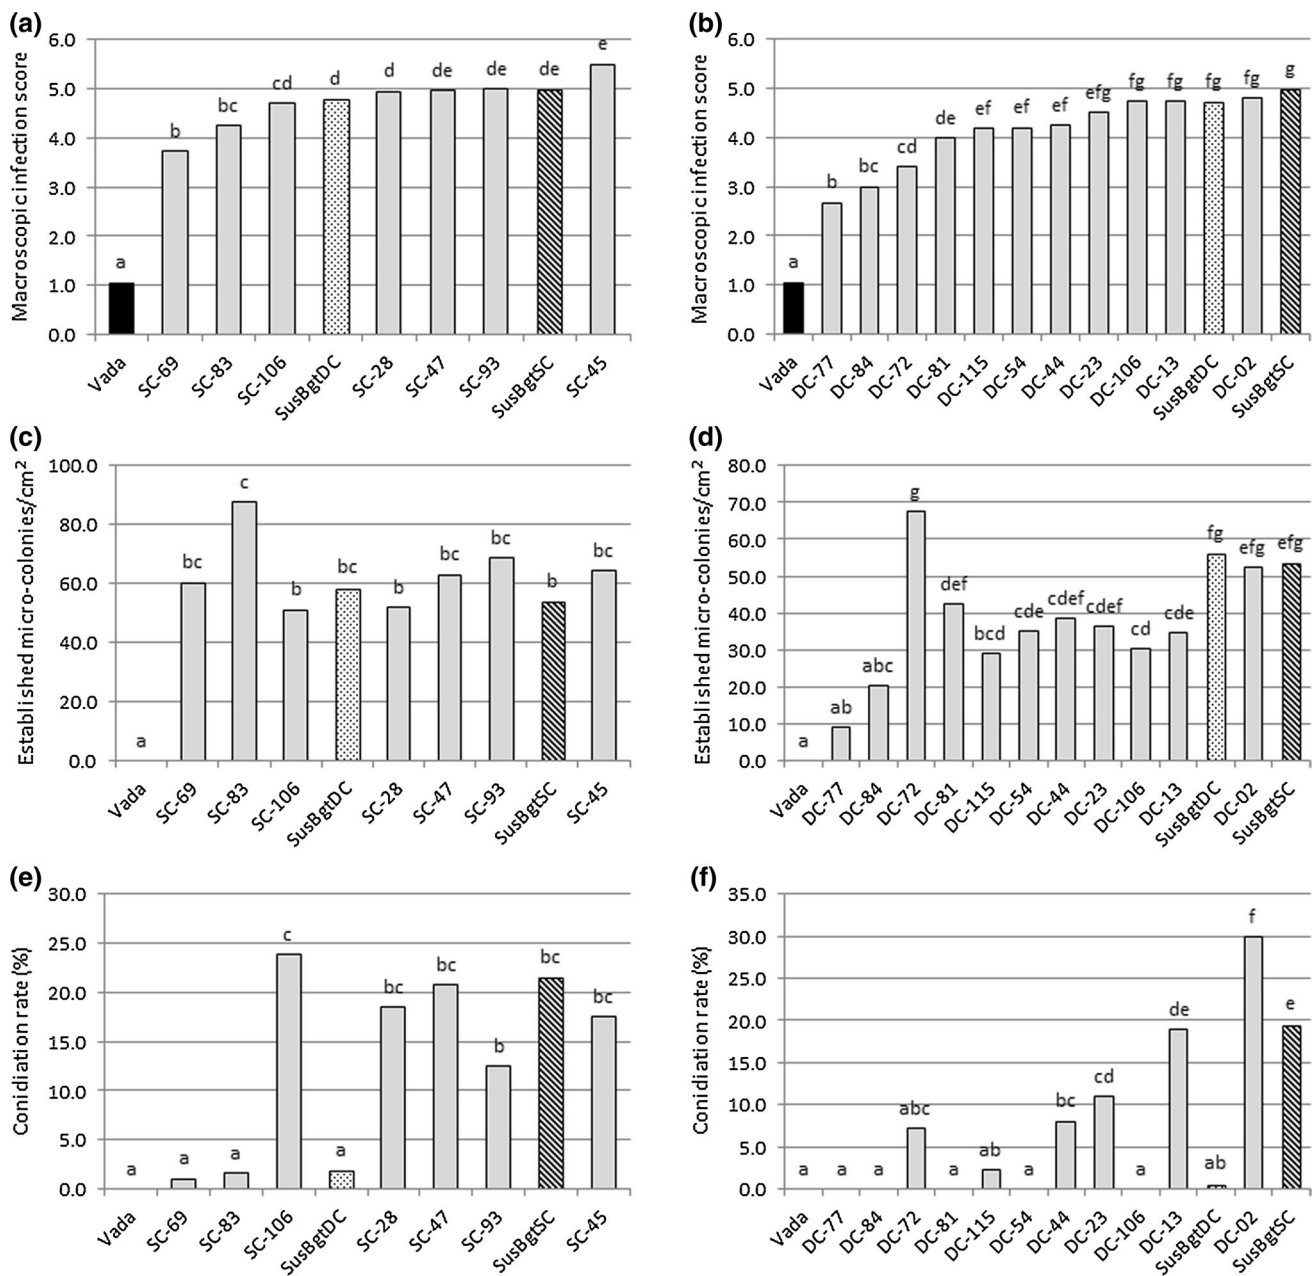 (a)
Macroscopic infection score
6.0
5.0
4.0
3.0
2.0
1.0
0.0
a b bc cd d d de de de e
Vada SC-69 SC-83 SC-106 SusBgtDC SC-28 SC-47 SC-93 SusBgtSC SC-45
(b)
Macroscopic infection score
6.0
5.0
4.0
3.0
2.0
1.0
0.0
a b bc cd de ef ef ef efg fg fg fg fg g
Vada DC-77 DC-84 DC-72 DC-81 DC-115 DC-54 DC-44 DC-23 DC-106 DC-13 SusBgtDC DC-02 SusBgtSC
(c)
Established micro-colonies/cm²
100.0
80.0
60.0
40.0
20.0
0.0
a bc c b bc b bc bc b bc
Vada SC-69 SC-83 SC-106 SusBgtDC SC-28 SC-47 SC-93 SusBgtSC SC-45
(d)
Established micro-colonies/cm²
80.0
70.0
60.0
50.0
40.0
30.0
20.0
10.0
0.0
a ab abc g def bcd cde cdef cdef cd cde fg efg efg
Vada DC-77 DC-84 DC-72 DC-81 DC-115 DC-54 DC-44 DC-23 DC-106 DC-13 SusBgtDC DC-02 SusBgtSC
(e)
Conidiation rate (%)
30.0
25.0
20.0
15.0
10.0
5.0
0.0
a a a c a bc bc b bc bc
Vada SC-69 SC-83 SC-106 SusBgtDC SC-28 SC-47 SC-93 SusBgtSC SC-45
(f)
Conidiation rate (%)
35.0
30.0
25.0
20.0
15.0
10.0
5.0
0.0
a a a abc a ab a bc cd a de ab f e
Vada DC-77 DC-84 DC-72 DC-81 DC-115 DC-54 DC-44 DC-23 DC-106 DC-13 SusBgtDC DC-02 SusBgtSC